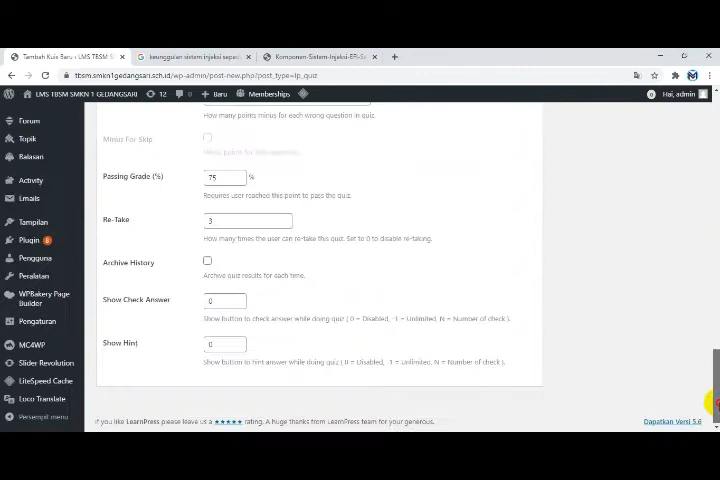 Tambah Kuis Baru ‹ LMS TBSM S
keunggulan sistem injeksi sepeda
Komponen-Sistem-Injeksi-EFI-Se
tbsm.smkn1gedangsari.sch.id/wp-admin/post-new.php?post_type=lp_quiz
LMS TBSM SMKN 1 GEDANGSARI
12
0
+ Baru
Memberships
0
Hai, admin
Forum
Topik
Balasan
Activity
Emails
Tampilan
Plugin 8
Pengguna
Peralatan
WPBakery Page
Builder
Pengaturan
MC4WP
Slider Revolution
LiteSpeed Cache
Loco Translate
Persempit menu
How many points minus for each wrong question in quiz.
Minus For Skip
Minus points for
Passing Grade (%)
75
%
Requires user reached this point to pass the quiz.
Re-Take
3
How many times the user can re-take this quiz. Set to 0 to disable re-taking.
Archive History
Archive quiz results for each time.
Show Check Answer
0
Show button to check answer while doing quiz ( 0 = Disabled, -1 = Unlimited, N = Number of check ).
Show Hint
0
Show button to hint answer while doing quiz ( 0 = Disabled, -1 = Unlimited, N = Number of check ).
If you like LearnPress please leave us a ★★★★★ rating. A huge thanks from LearnPress team for your generous.
Dapatkan Versi 5.6